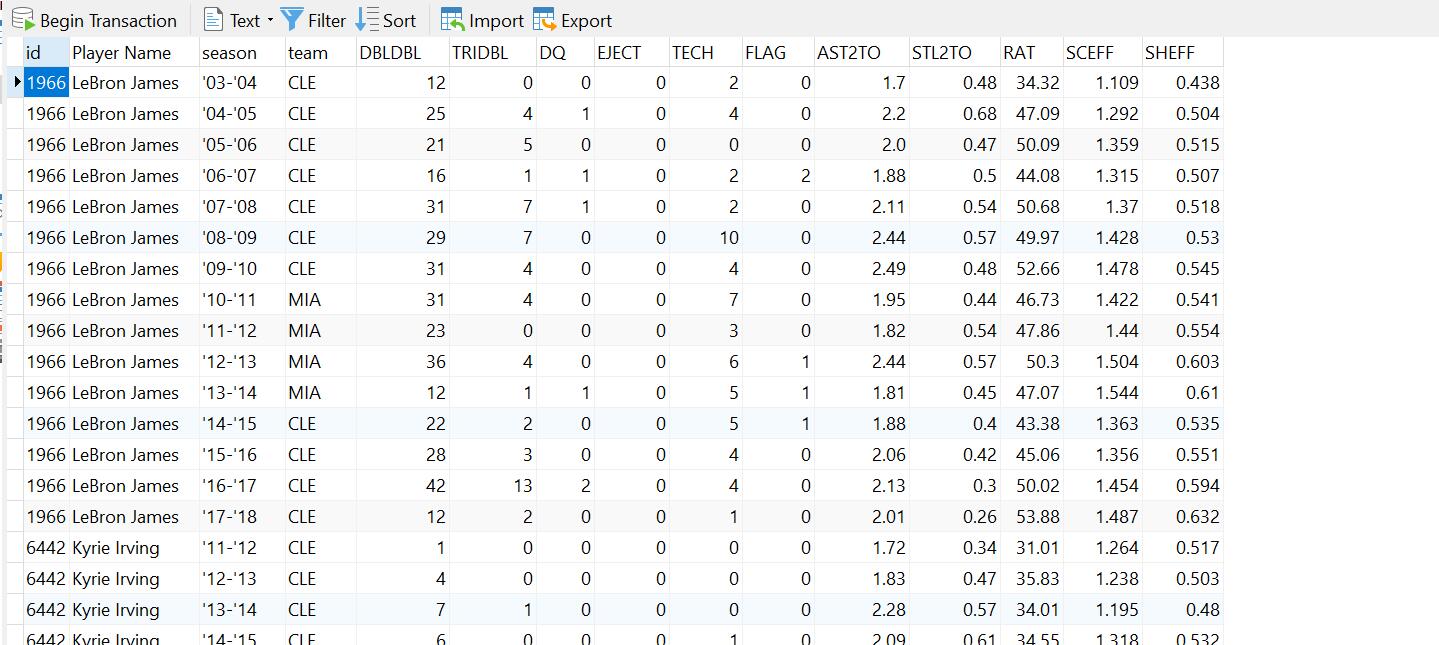 Begin Transaction Text Filter Sort Import Export
id Player Name season team DBLDBL TRIDBL DQ EJECT TECH FLAG AST2TO STL2TO RAT SCEFF SHEFF
1966 LeBron James '03-'04 CLE 12 0 0 0 2 0 1.7 0.48 34.32 1.109 0.438
1966 LeBron James '04-'05 CLE 25 4 1 0 4 0 2.2 0.68 47.09 1.292 0.504
1966 LeBron James '05-'06 CLE 21 5 0 0 0 0 2.0 0.47 50.09 1.359 0.515
1966 LeBron James '06-'07 CLE 16 1 1 0 2 2 1.88 0.5 44.08 1.315 0.507
1966 LeBron James '07-'08 CLE 31 7 1 0 2 0 2.11 0.54 50.68 1.37 0.518
1966 LeBron James '08-'09 CLE 29 7 0 0 10 0 2.44 0.57 49.97 1.428 0.53
1966 LeBron James '09-'10 CLE 31 4 0 0 4 0 2.49 0.48 52.66 1.478 0.545
1966 LeBron James '10-'11 MIA 31 4 0 0 7 0 1.95 0.44 46.73 1.422 0.541
1966 LeBron James '11-'12 MIA 23 0 0 0 3 0 1.82 0.54 47.86 1.44 0.554
1966 LeBron James '12-'13 MIA 36 4 0 0 6 1 2.44 0.57 50.3 1.504 0.603
1966 LeBron James '13-'14 MIA 12 1 1 0 5 1 1.81 0.45 47.07 1.544 0.61
1966 LeBron James '14-'15 CLE 22 2 0 0 5 1 1.88 0.4 43.38 1.363 0.535
1966 LeBron James '15-'16 CLE 28 3 0 0 4 0 2.06 0.42 45.06 1.356 0.551
1966 LeBron James '16-'17 CLE 42 13 2 0 4 0 2.13 0.3 50.02 1.454 0.594
1966 LeBron James '17-'18 CLE 12 2 0 0 1 0 2.01 0.26 53.88 1.487 0.632
6442 Kyrie Irving '11-'12 CLE 1 0 0 0 0 0 1.72 0.34 31.01 1.264 0.517
6442 Kyrie Irving '12-'13 CLE 4 0 0 0 0 0 1.83 0.47 35.83 1.238 0.503
6442 Kyrie Irving '13-'14 CLE 7 1 0 0 0 0 2.28 0.57 34.01 1.195 0.48
6442 Kyrie Irving '14-'15 CLE 6 0 0 0 1 0 2.09 0.61 34.55 1.318 0.532